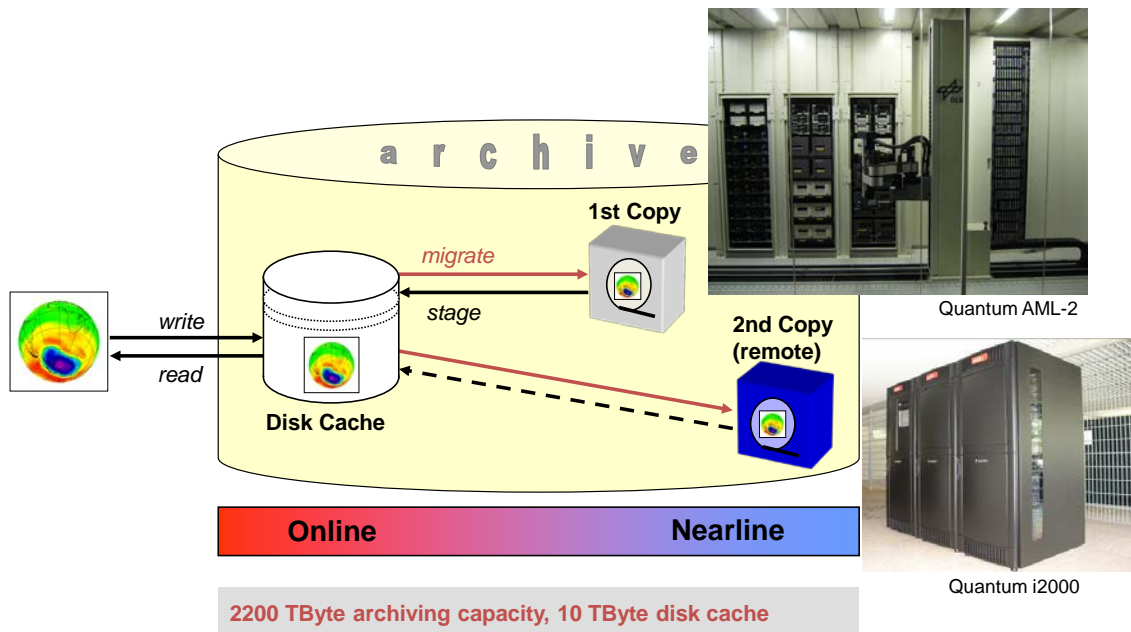 archive
1st Copy
migrate
stage
write
read
Disk Cache
2nd Copy
(remote)
Quantum AML-2
DLR
Online
Nearline
Quantum i2000
2200 TByte archiving capacity, 10 TByte disk cache